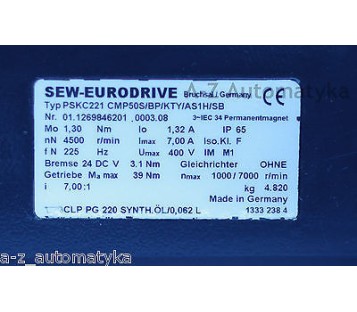 A-Z Automatyka
SEW-EURODRIVE Bruchsal / Germany CE
Typ PSKC221 CMP50S/BP/KTY/AS1H/SB
Nr. 01.1269846201 .0003.08 3~IEC 34 Permanentmagnet
Mo 1,30 Nm Io 1,32 A IP 65
nN 4500 r/min Imax 7,00 A Iso.Kl. F
fN 225 Hz UBmax 400 V IM M1
Bremse 24 DC V 3.1 Nm Gleichrichter OHNE
Getriebe Ma max 39 Nm nmax 1000/ 7000 r/min
i 7,00:1 kg 4.820
Made in Germany
CLP PG 220 SYNTH.ÖL/0,062 L 1333 238 4
a-z_automatyka a-z_automatyka